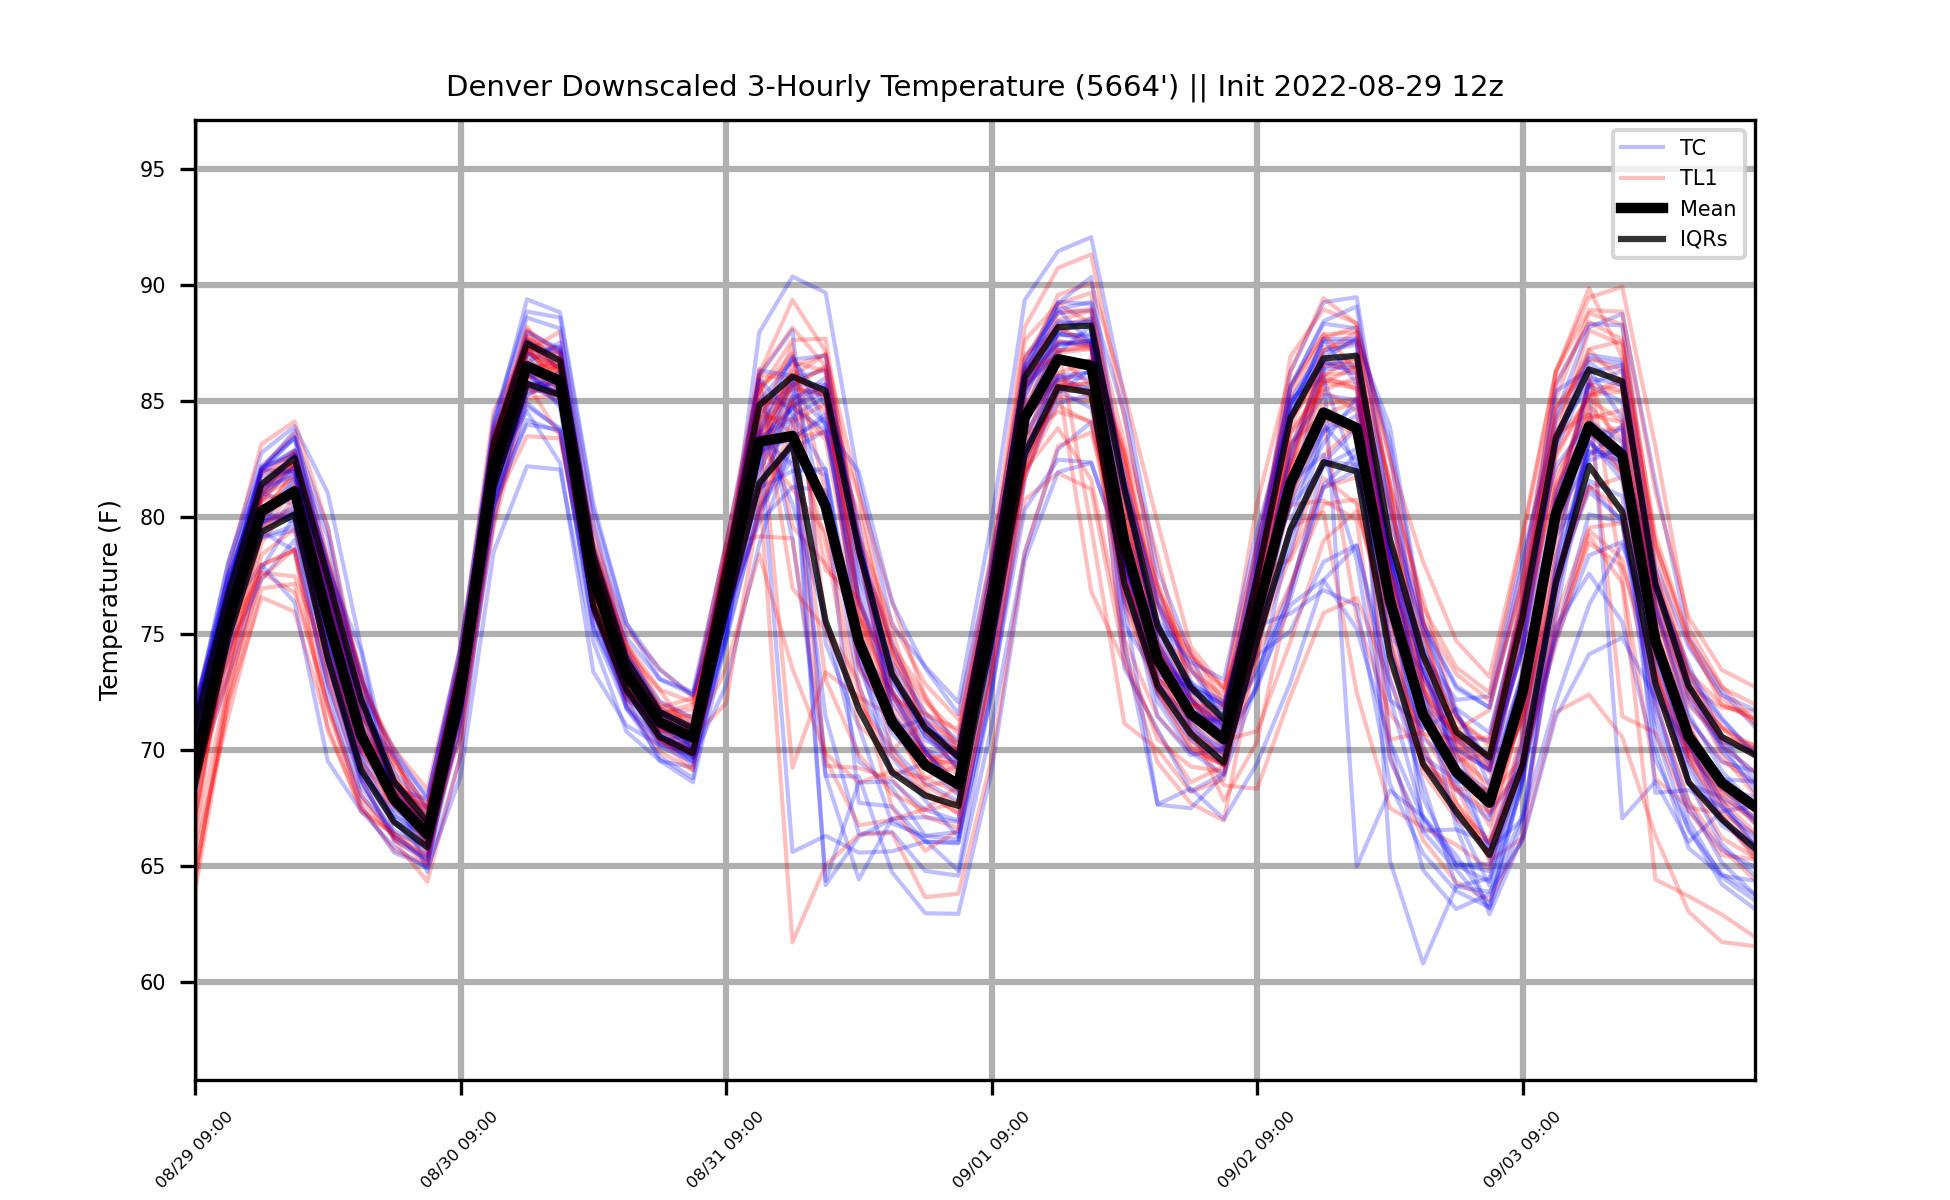 Denver Downscaled 3-Hourly Temperature (5664') || Init 2022-08-29 12z
TC
TL1
Mean
IQRs
Temperature (F)
95
90
85
80
75
70
65
60
08/29 09:00
08/30 09:00
08/31 09:00
09/01 09:00
09/02 09:00
09/03 09:00